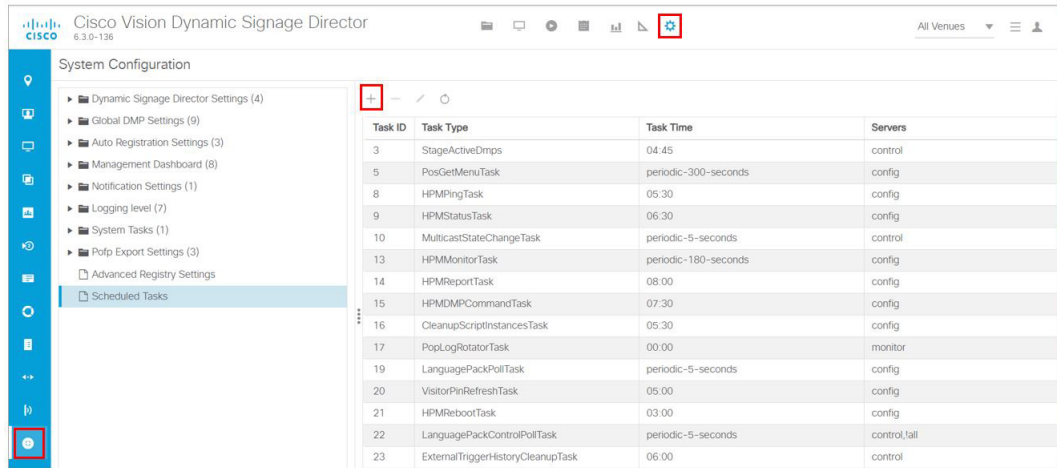 CISCO
Cisco Vision Dynamic Signage Director
6.3.0-136
All Venues
System Configuration
Dynamic Signage Director Settings (4)
Global DMP Settings (9)
Auto Registration Settings (3)
Management Dashboard (8)
Notification Settings (1)
Logging level (7)
System Tasks (1)
Pofp Export Settings (3)
Advanced Registry Settings
Scheduled Tasks
Task ID Task Type Task Time Servers
3 StageActiveDmps 04:45 control
5 PosGetMenuTask periodic-300-seconds config
8 HPMPingTask 05:30 config
9 HPMStatusTask 06:30 config
10 MulticastStateChangeTask periodic-5-seconds control
13 HPMMonitorTask periodic-180-seconds config
14 HPMReportTask 08:00 config
15 HPMDMPCommandTask 07:30 config
16 CleanupScriptInstancesTask 05:30 config
17 PopLogRotatorTask 00:00 monitor
19 LanguagePackPollTask periodic-5-seconds config
20 VisitorPinRefreshTask 05:00 config
21 HPMRebootTask 03:00 config
22 LanguagePackControlPollTask periodic-5-seconds control,!all
23 ExternalTriggerHistoryCleanupTask 06:00 control